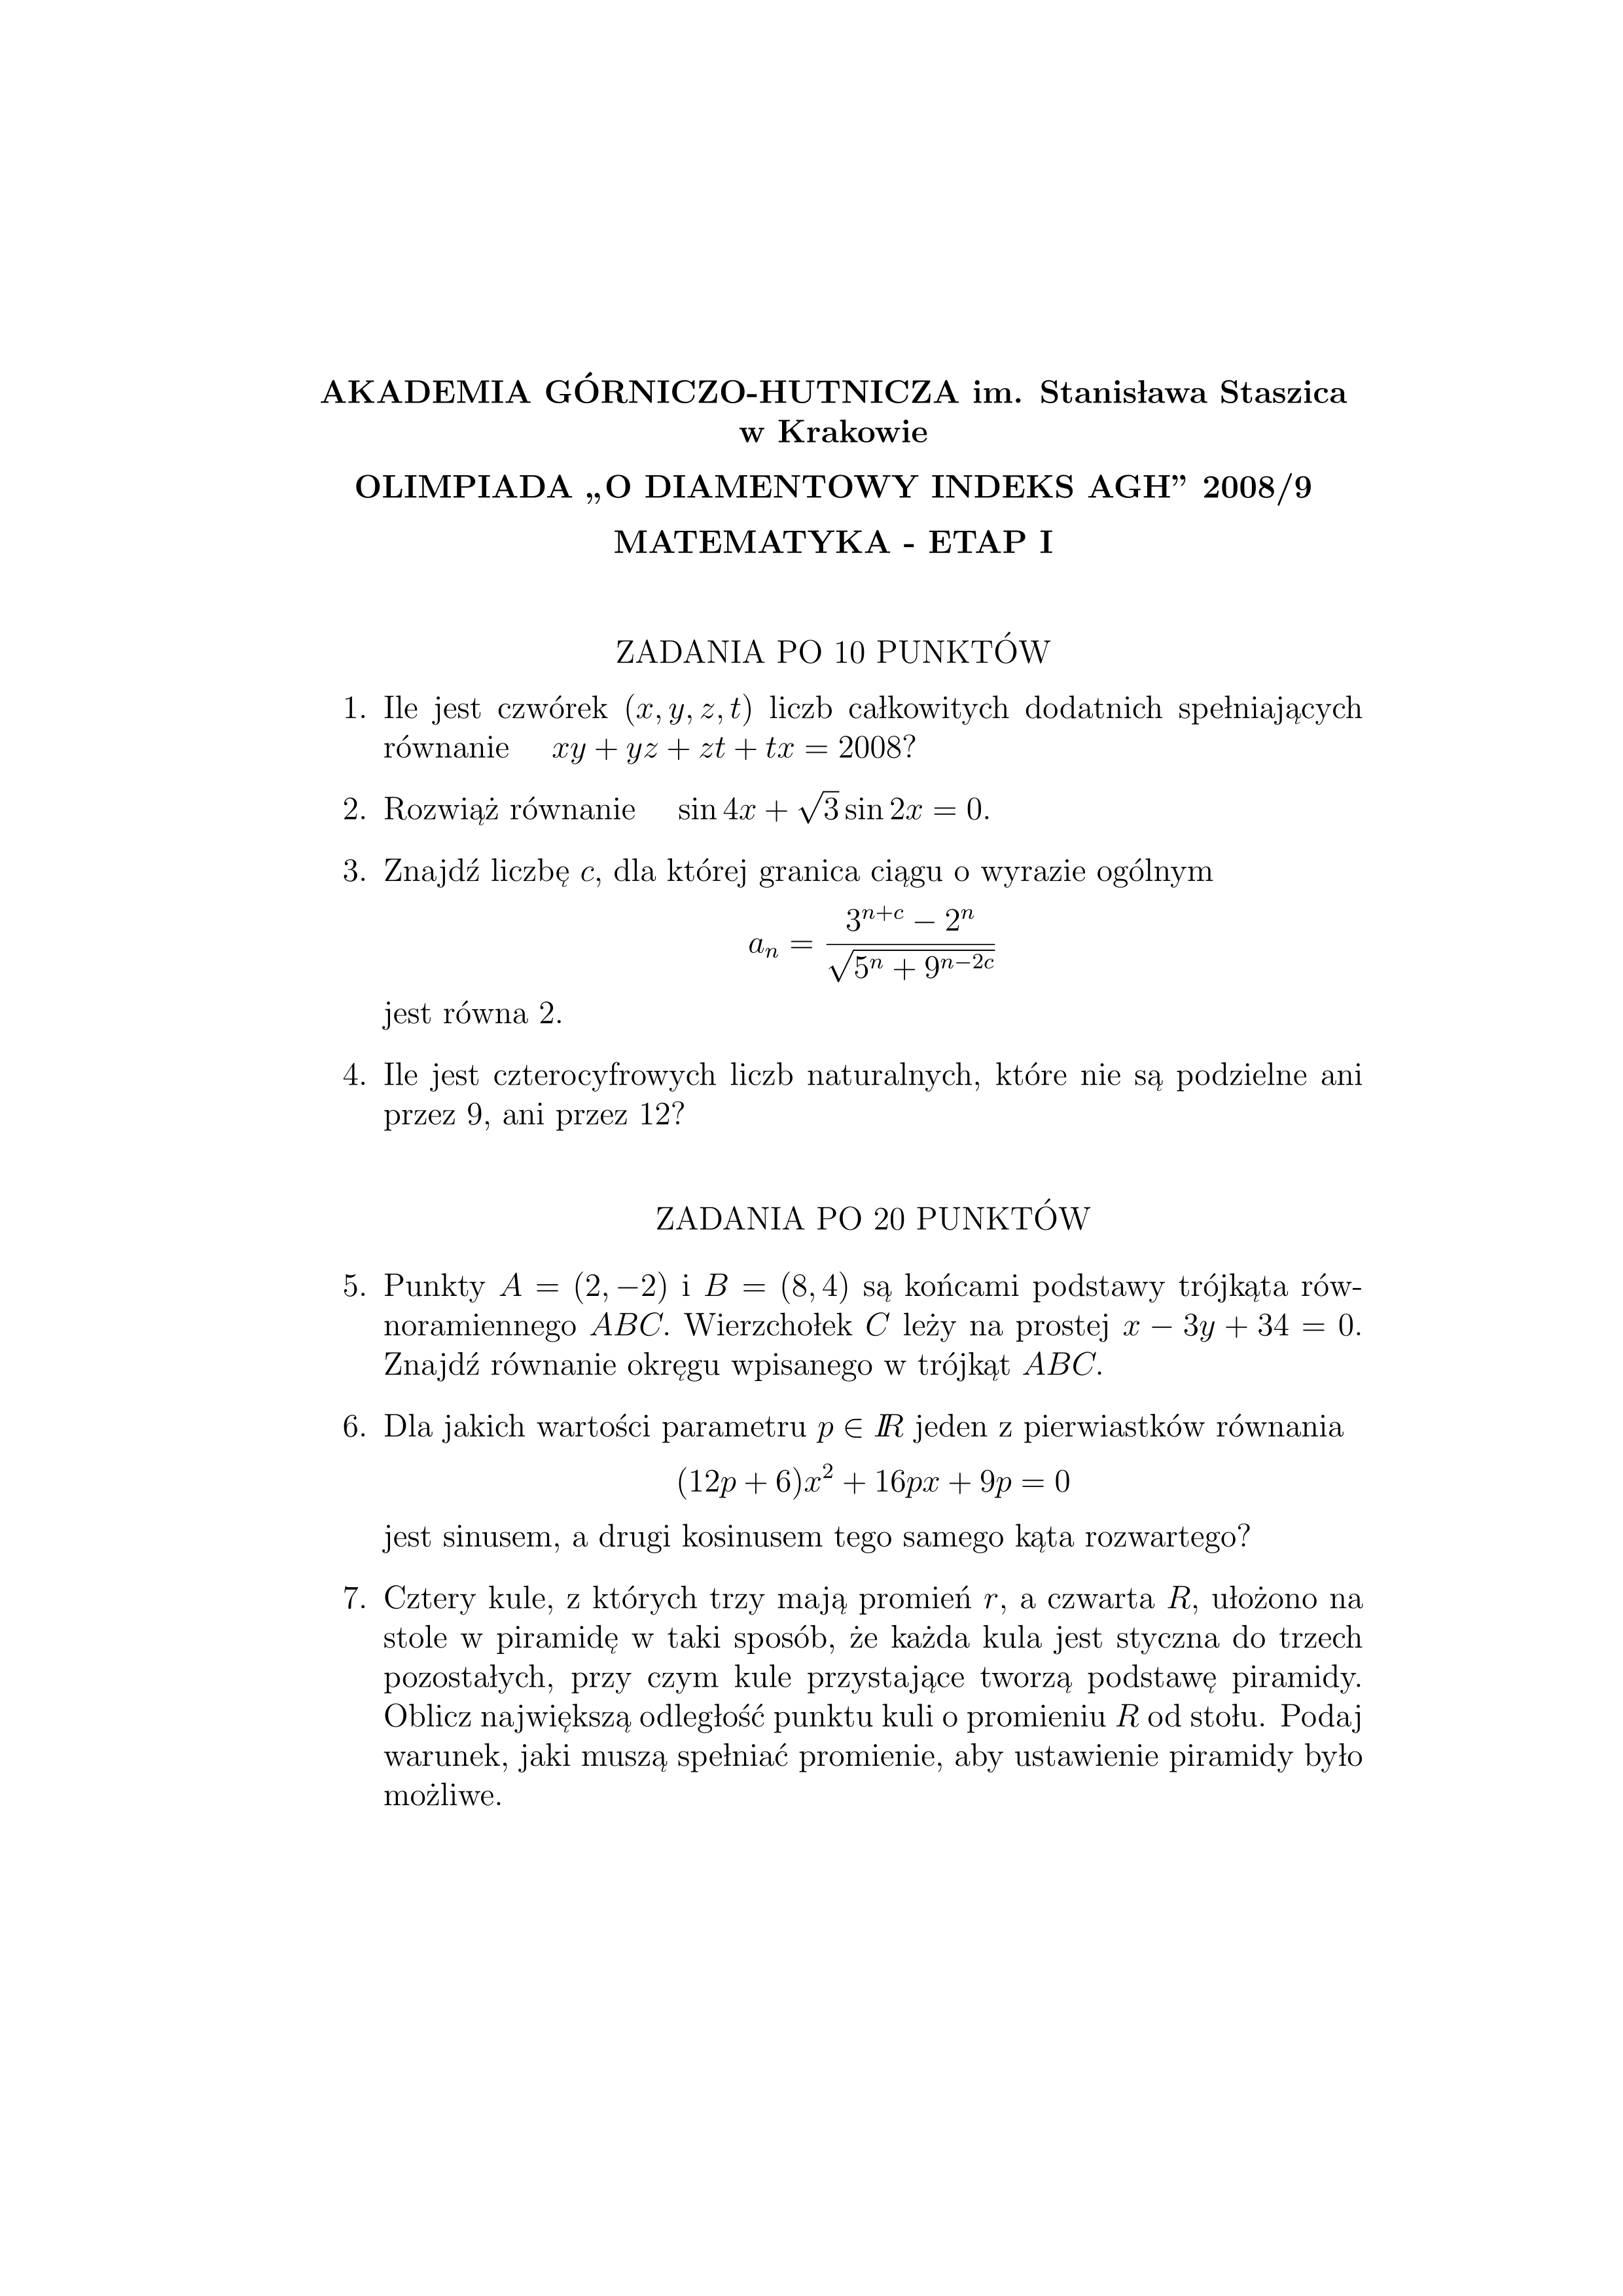 AKADEMIA GÓRNICZO-HUTNICZA im. Stanisława Staszica
w Krakowie
OLIMPIADA „O DIAMENTOWY INDEKS AGH” 2008/9
MATEMATYKA - ETAP I
ZADANIA PO 10 PUNKTÓW
1. Ile jest czwórek (x, y, z, t) liczb całkowitych dodatnich spełniających
równanie xy + yz + zt + tx = 2008?
2. Rozwiąż równanie sin 4x + √3 sin 2x = 0.
3. Znajdź liczbę c, dla której granica ciągu o wyrazie ogólnym
a_n = \frac{3^{n+c} − 2^n}{\sqrt{5^n + 9^{n−2c}}}
jest równa 2.
4. Ile jest czterocyfrowych liczb naturalnych, które nie są podzielne ani
przez 9, ani przez 12?
ZADANIA PO 20 PUNKTÓW
5. Punkty A = (2, −2) i B = (8, 4) są końcami podstawy trójkąta rów-
noramiennego ABC. Wierzchołek C leży na prostej x − 3y + 34 = 0.
Znajdź równanie okręgu wpisanego w trójkąt ABC.
6. Dla jakich wartości parametru p ∈ ℝ jeden z pierwiastków równania
(12p + 6)x² + 16px + 9p = 0
jest sinusem, a drugi kosinusem tego samego kąta rozwartego?
7. Cztery kule, z których trzy mają promień r, a czwarta R, ułożono na
stole w piramidę w taki sposób, że każda kula jest styczna do trzech
pozostałych, przy czym kule przystające tworzą podstawę piramidy.
Oblicz największą odległość punktu kuli o promieniu R od stołu. Podaj
warunek, jaki muszą spełniać promienie, aby ustawienie piramidy było
możliwe.